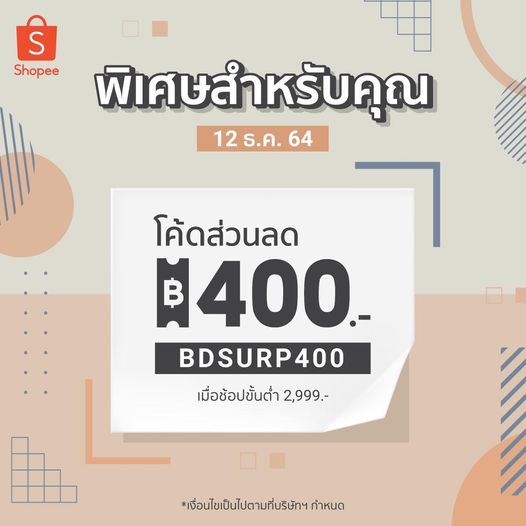 Shopee
พิเศษสำหรับคุณ
12 ธ.ค. 64
โค้ดส่วนลด
฿400.-
BDSURP400
เมื่อช้อปขั้นต่ำ 2,999.-
*เงื่อนไขเป็นไปตามที่บริษัทฯ กำหนด